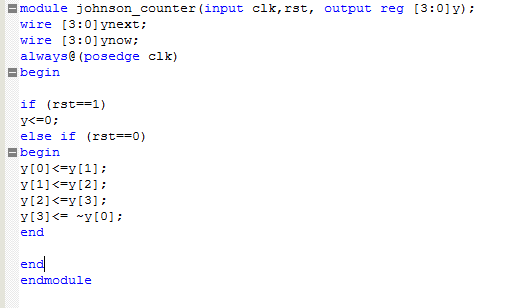 module johnson_counter(input clk,rst, output reg [3:0]y);
wire [3:0]ynext;
wire [3:0]ynow;
always@(posedge clk)
begin
if (rst==1)
y<=0;
else if (rst==0)
begin
y[0]<=y[1];
y[1]<=y[2];
y[2]<=y[3];
y[3]<= ~y[0];
end
end
endmodule